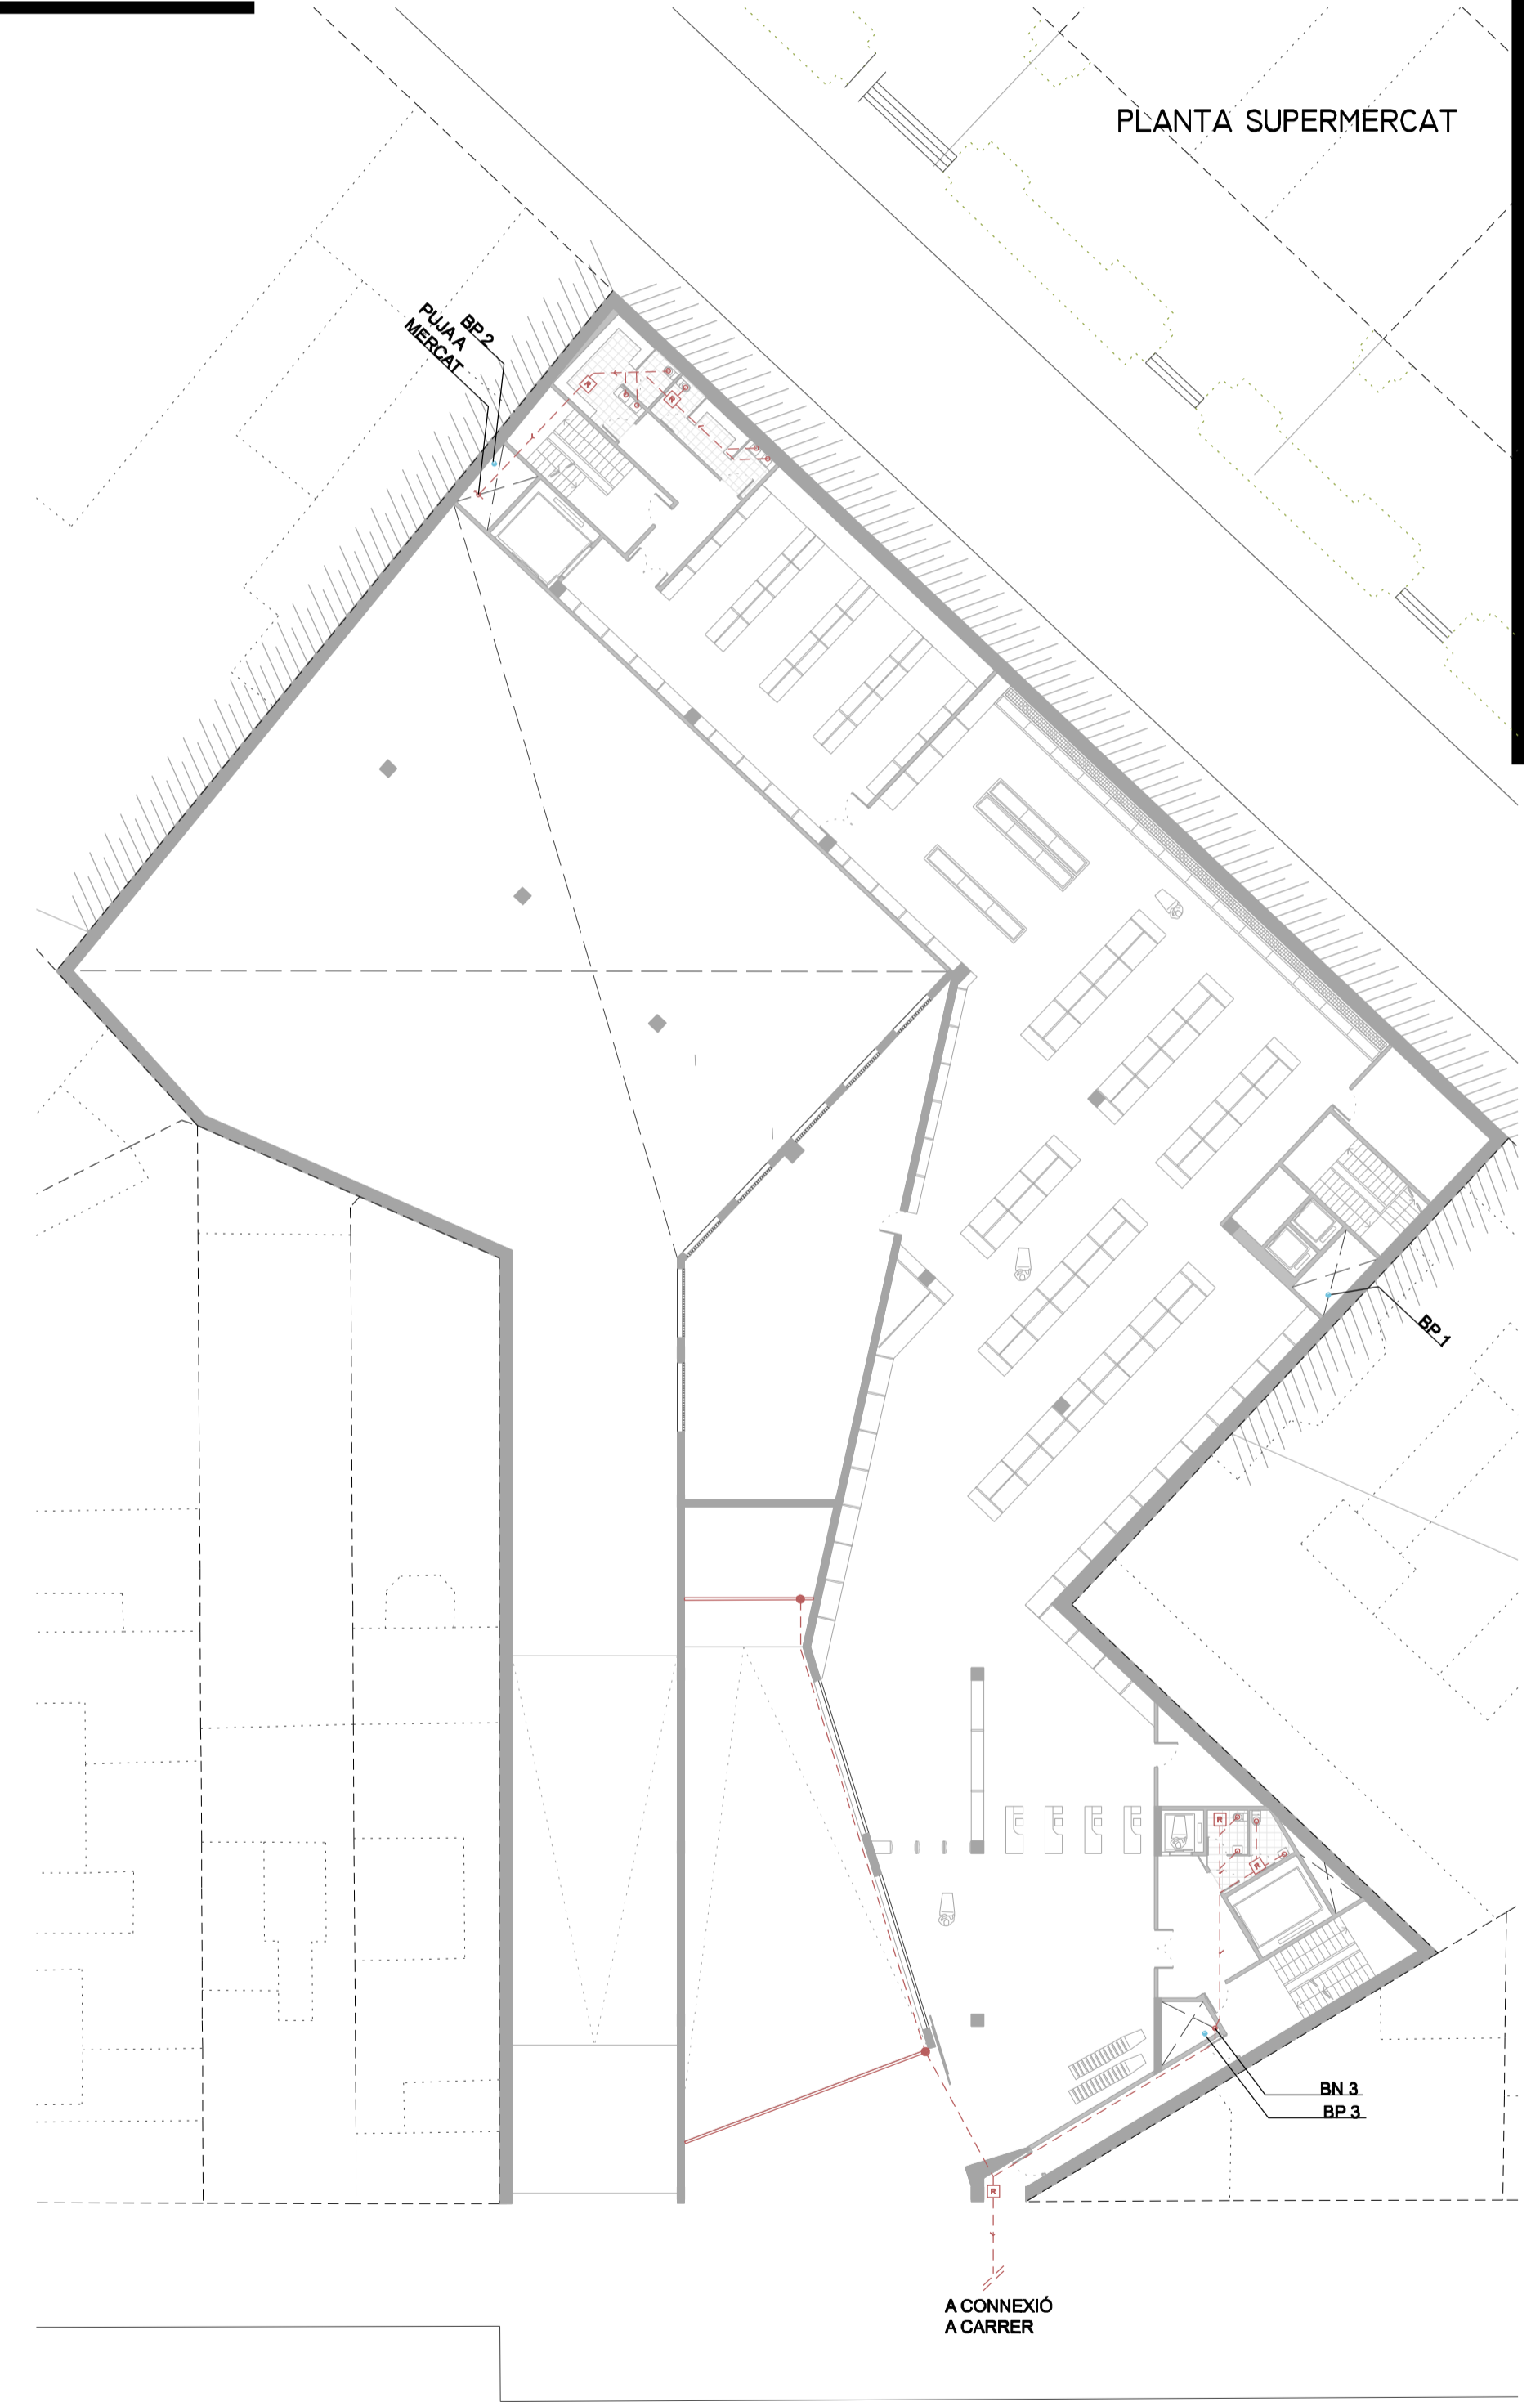 PLANTA SUPERMERCAT
BP 2
PUJA A
MERCAT
R
R
BP 1
R
R
BN 3
BP 3
R
A CONNEXIÓ
A CARRER